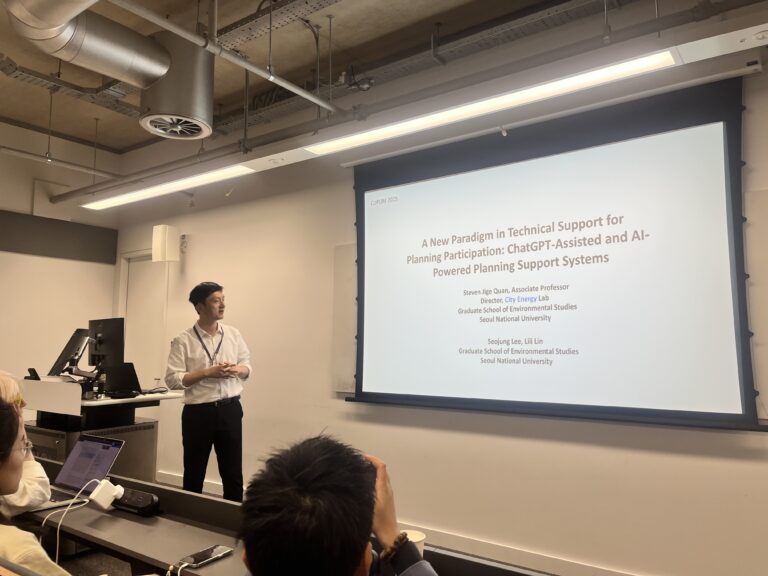 CUPUM 2025
A New Paradigm in Technical Support for
Planning Participation: ChatGPT-Assisted and AI-
Powered Planning Support Systems
Steven Jige Quan, Associate Professor
Director, City Energy Lab
Graduate School of Environmental Studies
Seoul National University
Soojung Lee, Lili Lin
Graduate School of Environmental Studies
Seoul National University